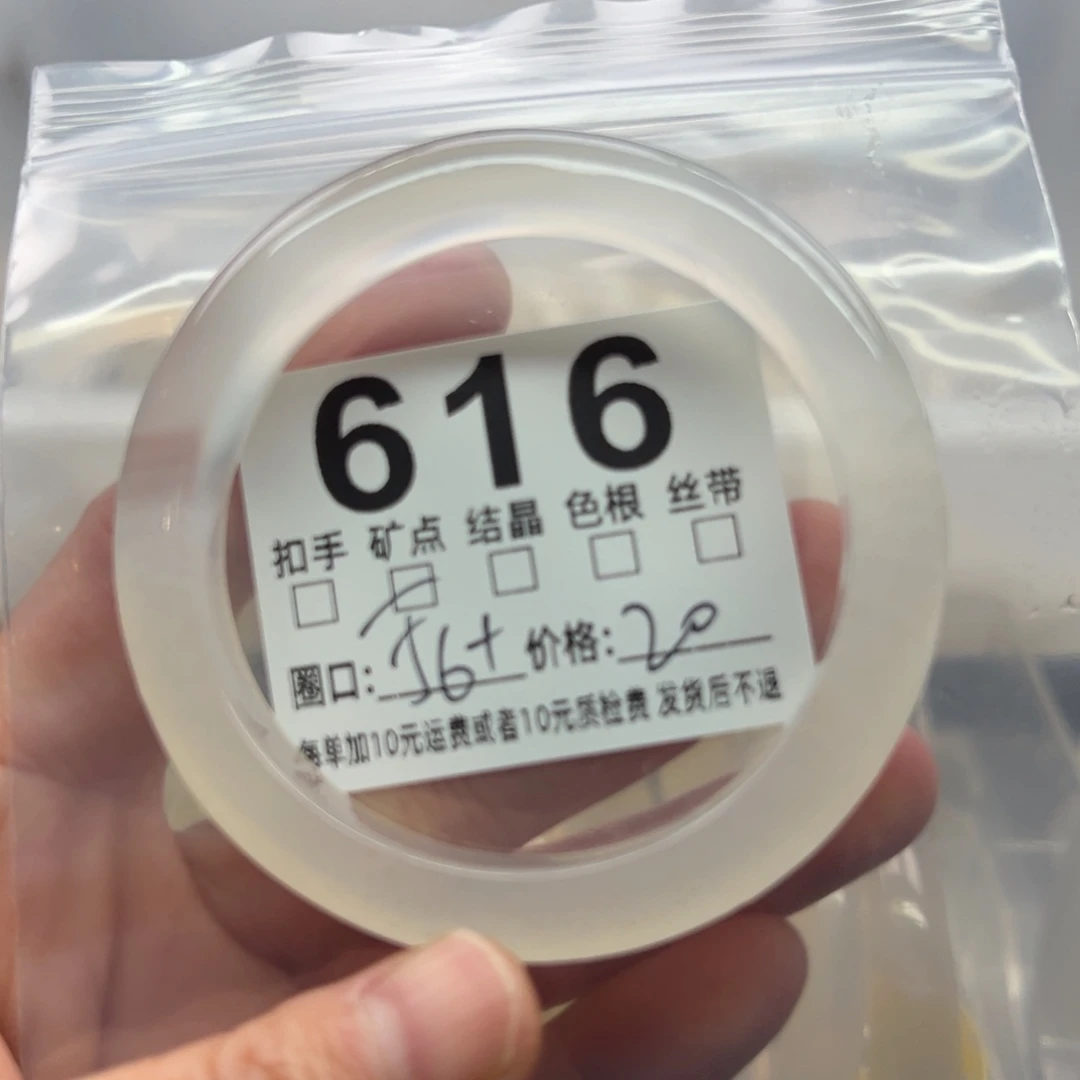 616
扣手 矿点 结晶 色根 丝带
圈口: 56+ 价格: 20
每单加10元运费或者10元质检费 发货后不退